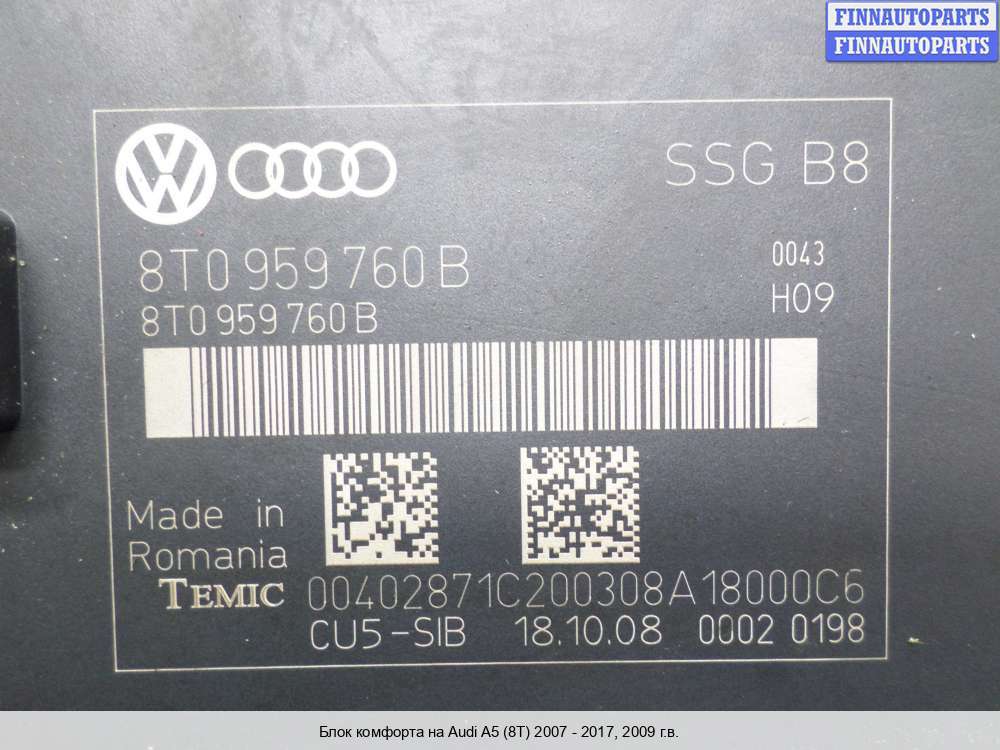 FINNAUTOPARTS
FINNAUTOPARTS
SSG B8
8T0 959 760 B
0043
8T0 959 760 B
H09
Made in
Romania
TEMIC 00402871C200308A18000C6
CU5-SIB 18.10.08 0002 0198
Блок комфорта на Audi A5 (8T) 2007 - 2017, 2009 г.в.